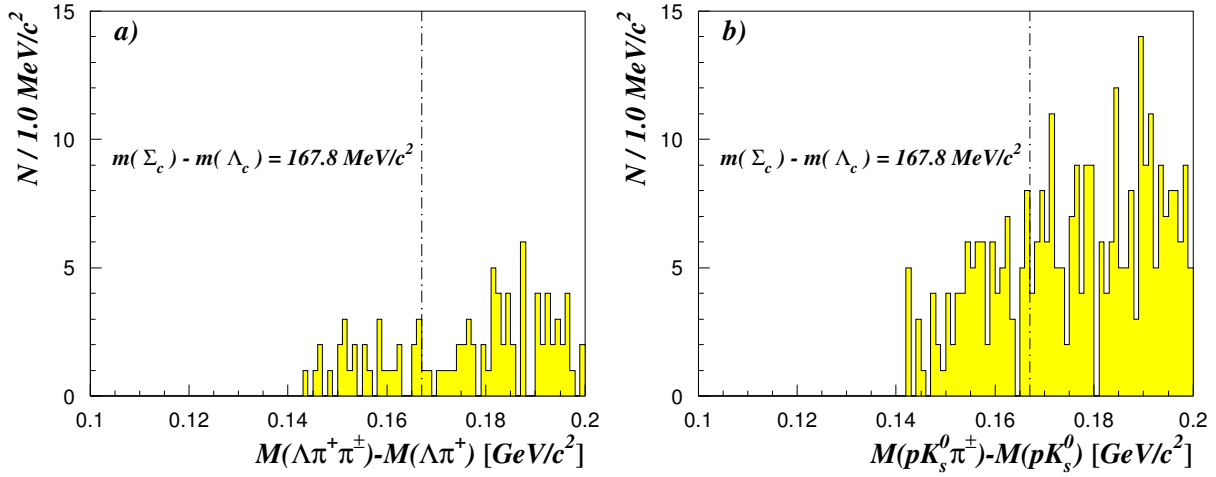 N / 1.0 MeV/c²
15
10
5
0
a)
m( Σc ) - m( Λc ) = 167.8 MeV/c²
0.1 0.12 0.14 0.16 0.18 0.2
M(Λπ⁺π±)-M(Λπ⁺) [GeV/c²]
N / 1.0 MeV/c²
15
10
5
0
b)
m( Σc ) - m( Λc ) = 167.8 MeV/c²
0.1 0.12 0.14 0.16 0.18 0.2
M(pK⁰sπ±)-M(pK⁰s) [GeV/c²]